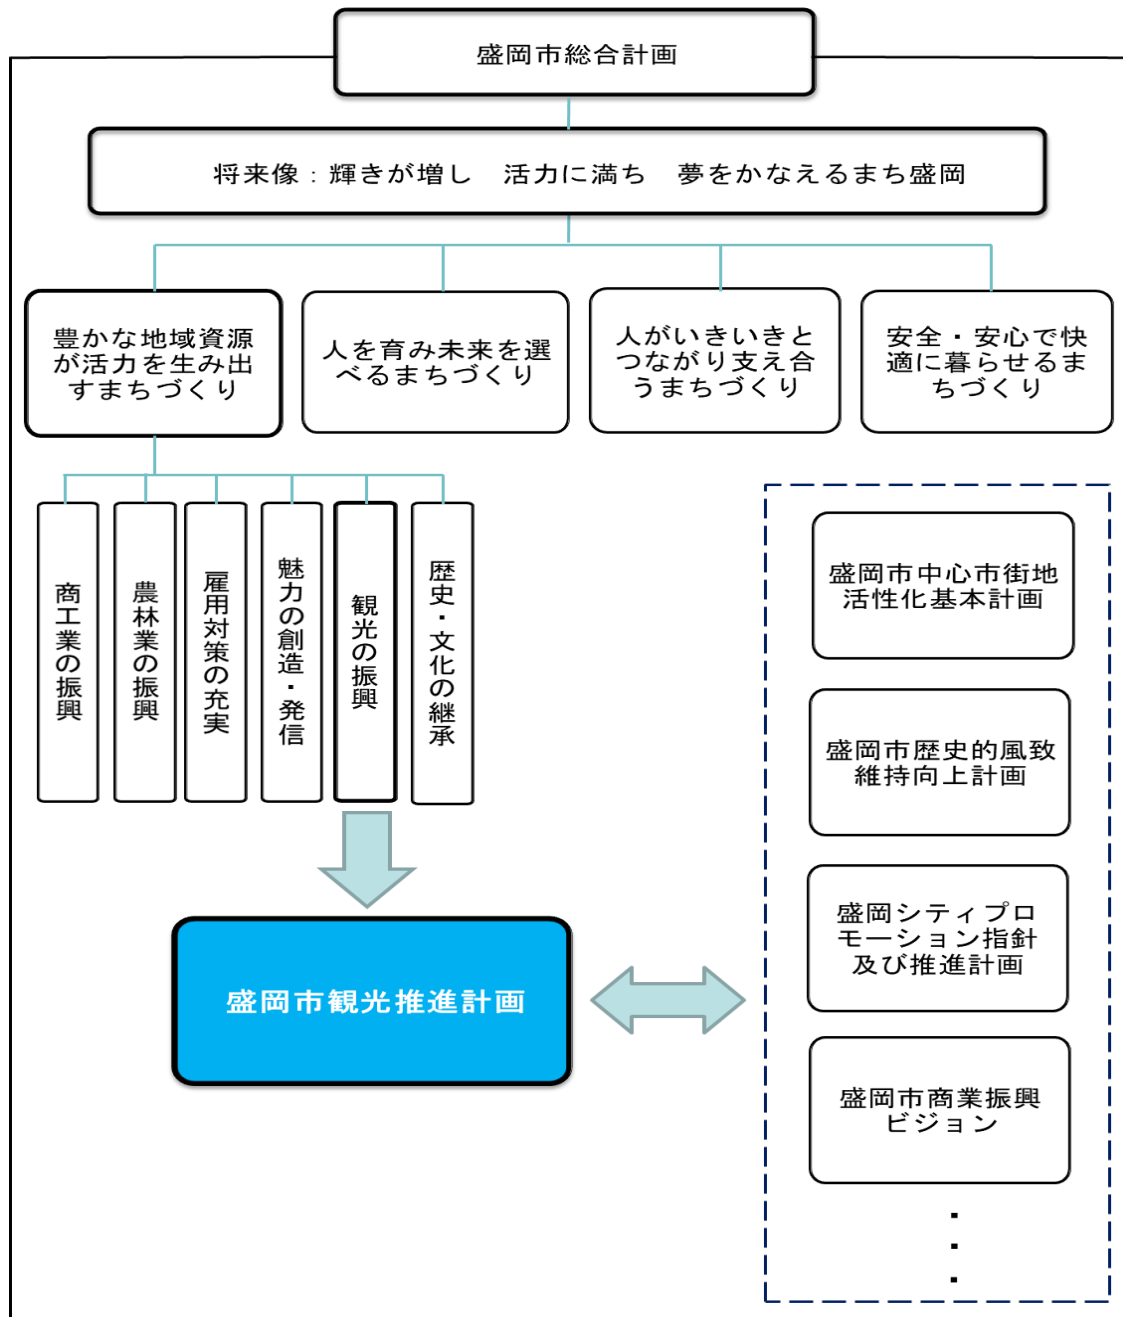 盛岡市総合計画
将来像：輝きが増し　活力に満ち　夢をかなえるまち盛岡
豊かな地域資源
が活力を生み出
すまちづくり
人を育み未来を選
べるまちづくり
人がいきいきと
つながり支え合
うまちづくり
安全・安心で快
適に暮らせるま
ちづくり
商工業の振興
農林業の振興
雇用対策の充実
魅力の創造・発信
観光の振興
歴史・文化の継承
盛岡市観光推進計画
盛岡市中心市街地
活性化基本計画
盛岡市歴史的風致
維持向上計画
盛岡シティプロ
モーション指針
及び推進計画
盛岡市商業振興
ビジョン
・
・
・